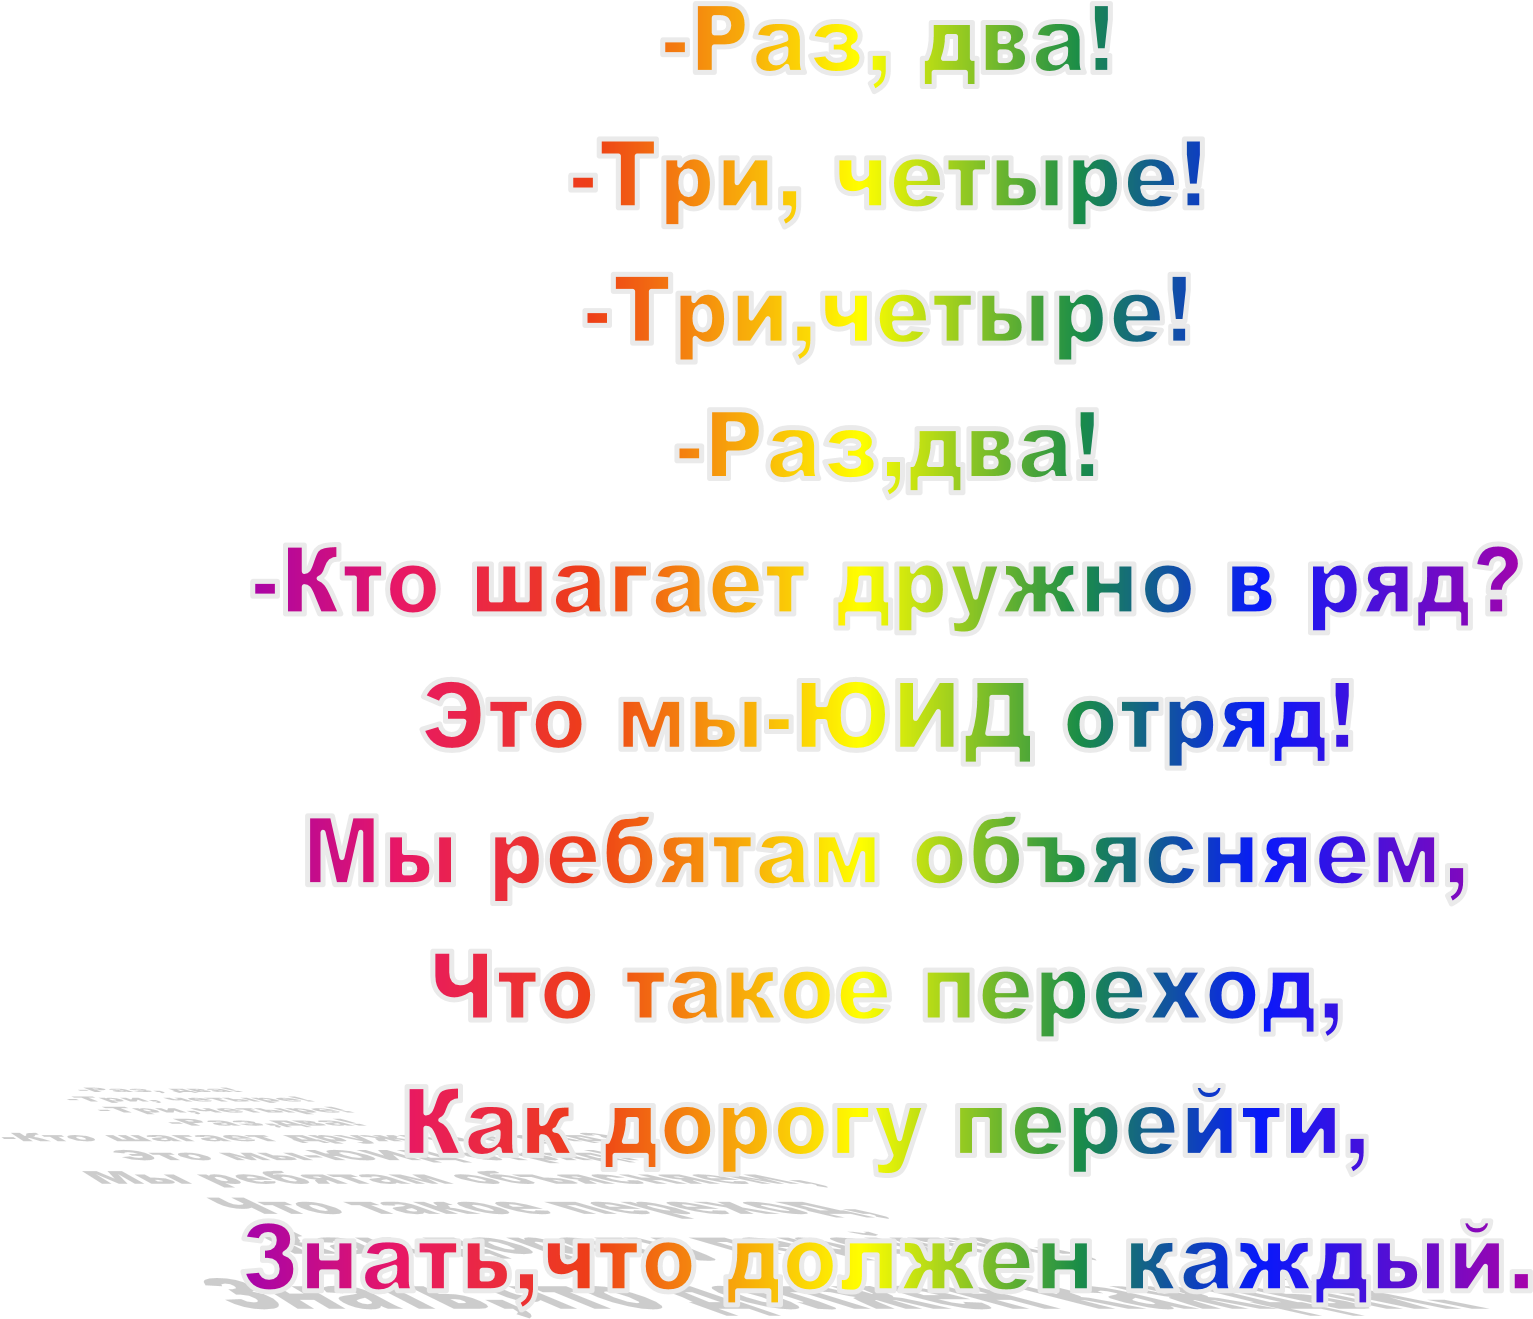 -Раз, два!
-Три, четыре!
-Три,четыре!
-Раз,два!
-Кто шагает дружно в ряд?
Это мы-ЮИД отряд!
Мы ребятам объясняем,
Что такое переход,
Как дорогу перейти,
Знать,что должен каждый.